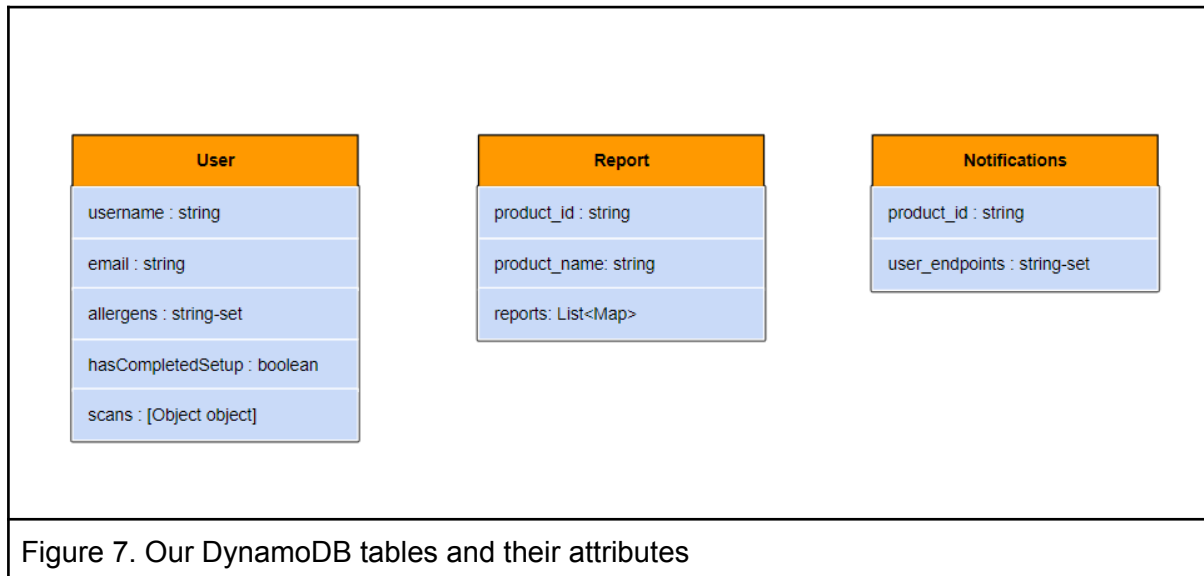 User
username : string
email : string
allergens : string-set
hasCompletedSetup : boolean
scans : [Object object]
Report
product_id : string
product_name: string
reports: List<Map>
Notifications
product_id : string
user_endpoints : string-set
Figure 7. Our DynamoDB tables and their attributes